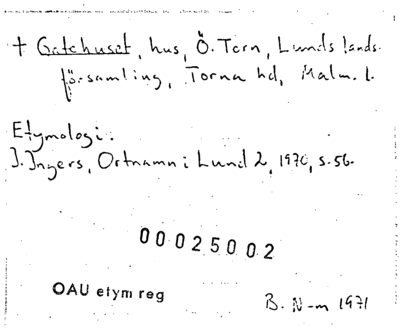 † Gatehuset, hus, Ö. Torn, Lunds lands-
församling, Torna hd, Malm. l.
Etymologi:
I. Ingers, Ortnamn i Lund 2, 1970, s. 56.
00025002
OAU etym reg
B. N-m 1971